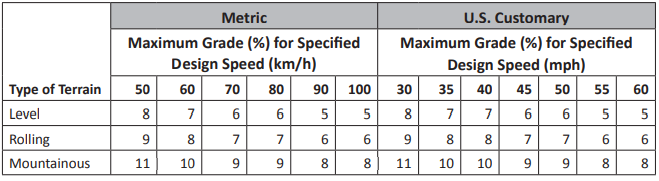 Metric U.S. Customary
Maximum Grade (%) for Specified Design Speed (km/h) Maximum Grade (%) for Specified Design Speed (mph)
Type of Terrain 50 60 70 80 90 100 30 35 40 45 50 55 60
Level 8 7 6 6 5 5 8 7 7 6 6 5 5
Rolling 9 8 7 7 6 6 9 8 8 7 7 6 6
Mountainous 11 10 9 9 8 8 11 10 10 9 9 8 8